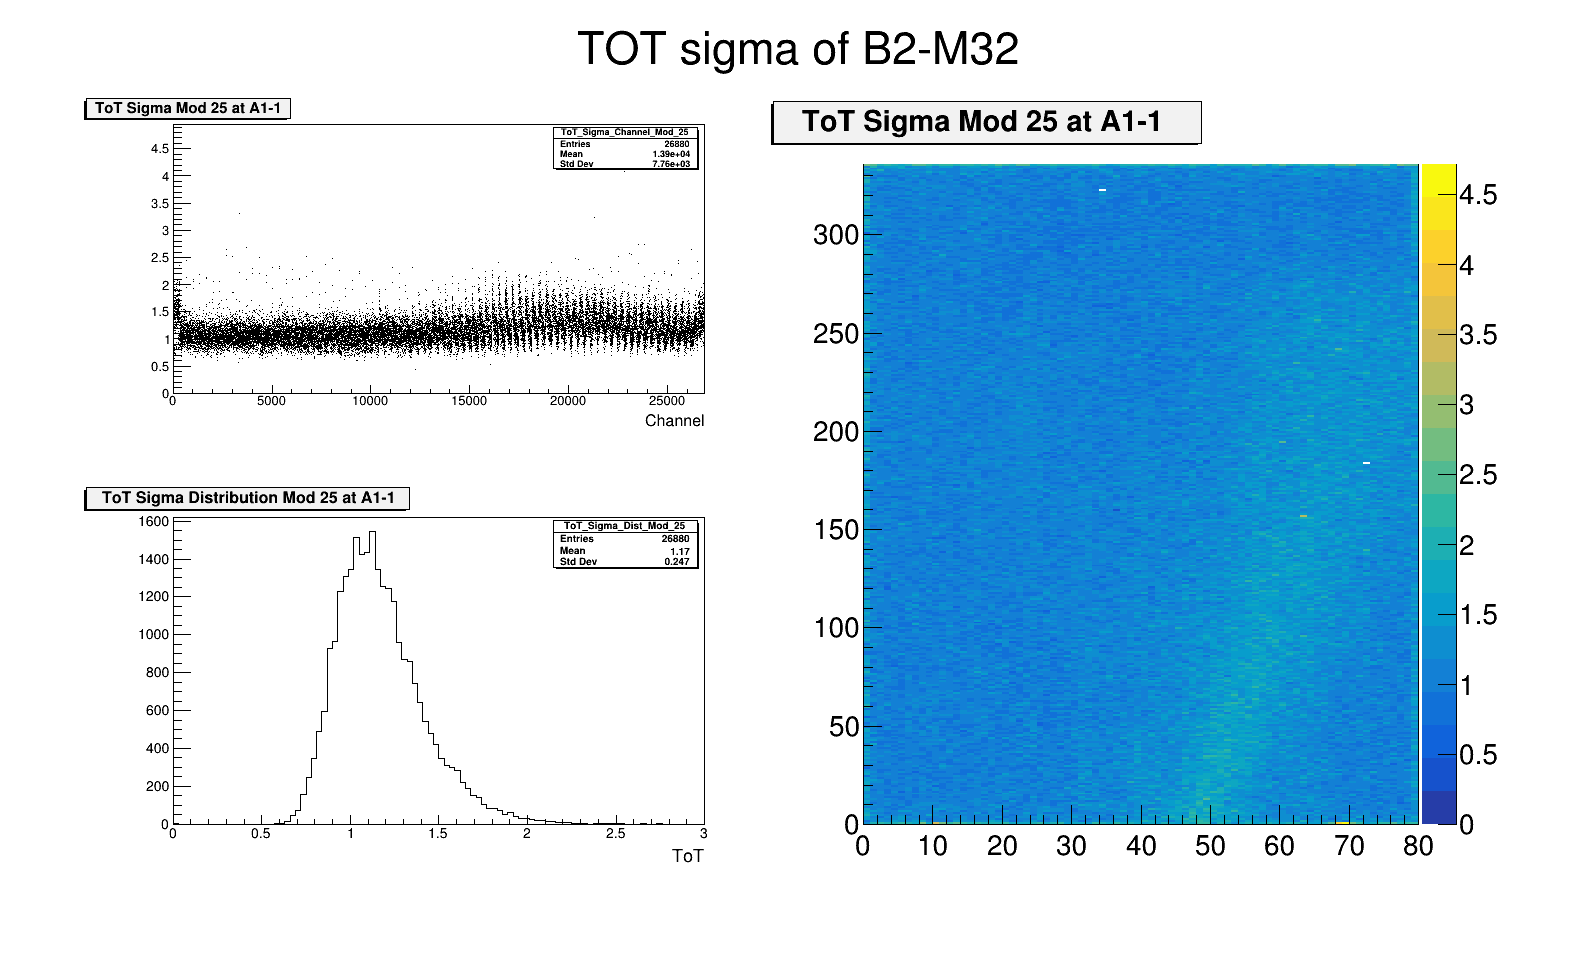 TOT sigma of B2-M32
ToT Sigma Mod 25 at A1-1
ToT_Sigma_Channel_Mod_25
Entries 26880
Mean 1.39e+04
Std Dev 7.76e+03
4.5
4
3.5
3
2.5
2
1.5
1
0.5
0
0 5000 10000 15000 20000 25000
Channel
ToT Sigma Distribution Mod 25 at A1-1
ToT_Sigma_Dist_Mod_25
Entries 26880
Mean 1.17
Std Dev 0.247
1600
1400
1200
1000
800
600
400
200
0
0 0.5 1 1.5 2 2.5 3
ToT
ToT Sigma Mod 25 at A1-1
300
250
200
150
100
50
0
0 10 20 30 40 50 60 70 80
4.5
4
3.5
3
2.5
2
1.5
1
0.5
0